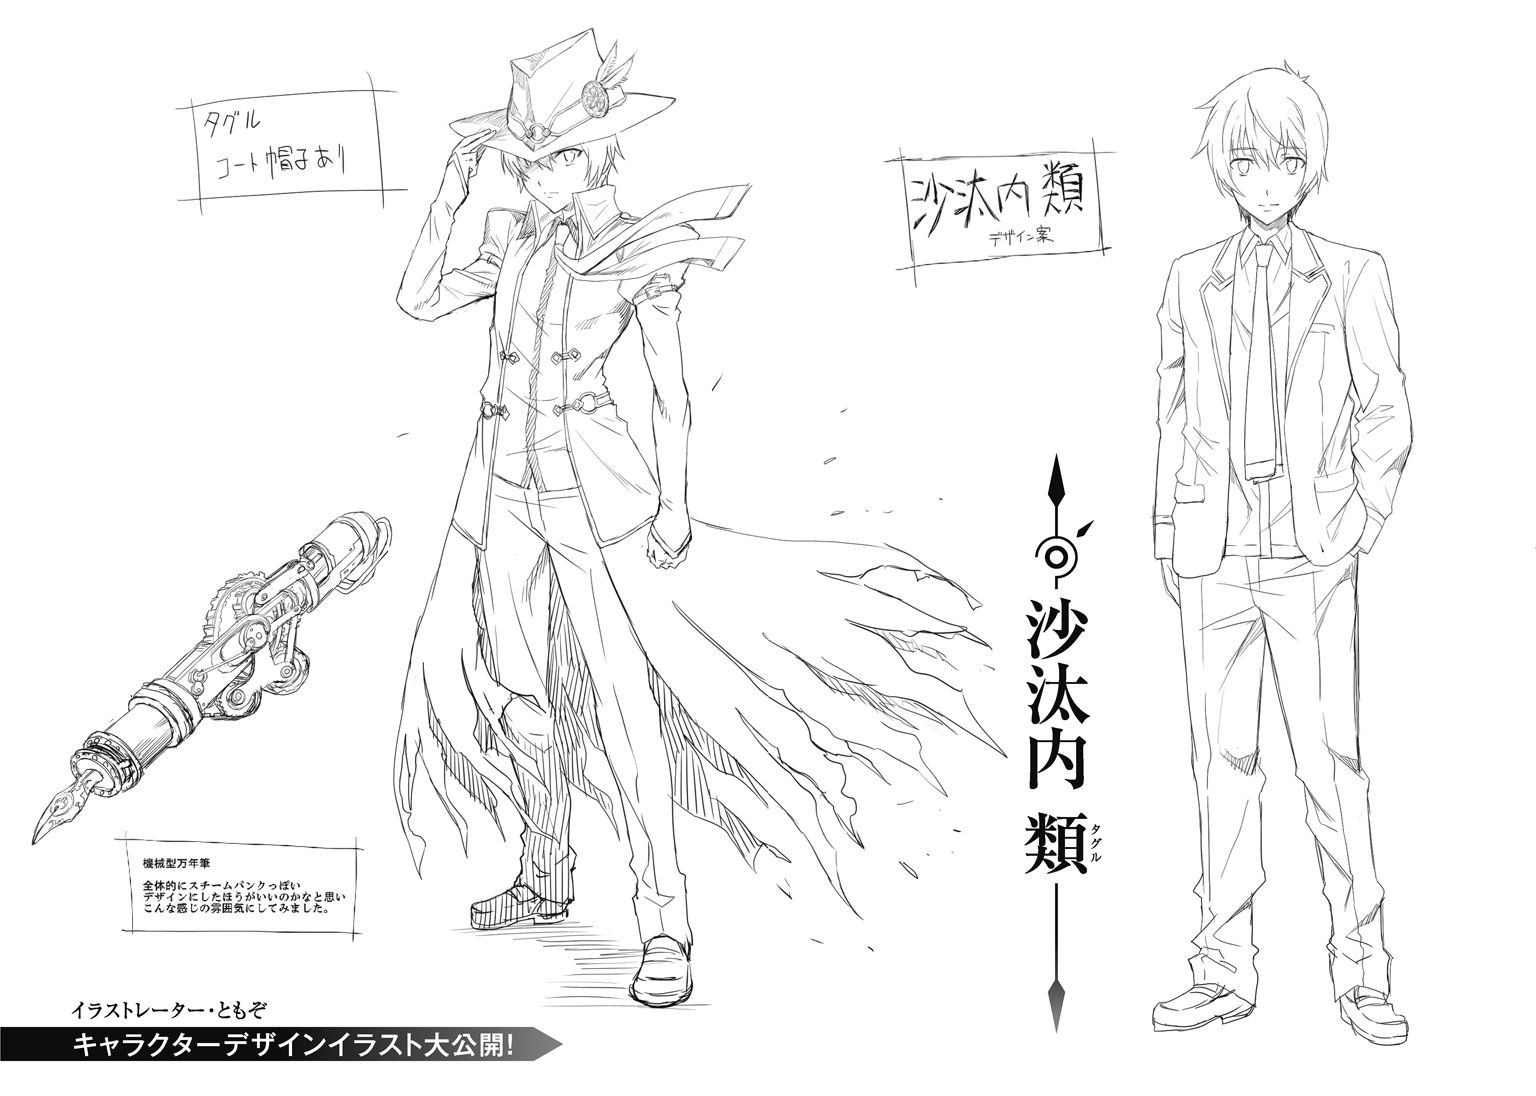 タグル
コート帽子あり
沙汰内 類
デザイン案
沙汰内 類
タグル
機械型万年筆
全体的にスチームパンクっぽい
デザインにしたほうがいいのかなと思い
こんな感じの雰囲気にしてみました。
イラストレーター・ともぞ
キャラクターデザインイラスト大公開!